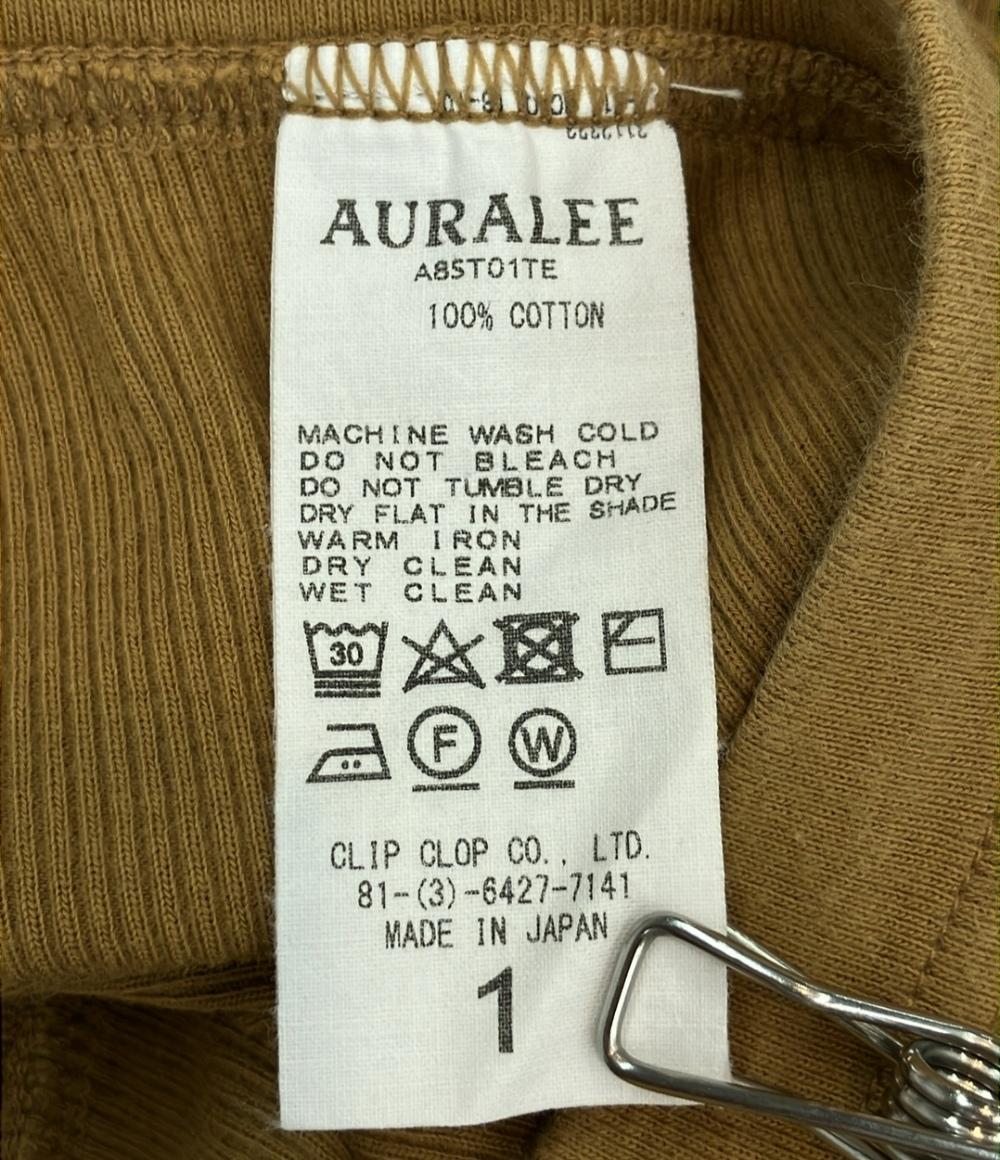 AURALEE
A85T01TE
100% COTTON
MACHINE WASH COLD
DO NOT BLEACH
DO NOT TUMBLE DRY
DRY FLAT IN THE SHADE
WARM IRON
DRY CLEAN
WET CLEAN
30
F
W
CLIP CLOP CO., LTD.
81-(3)-6427-7141
MADE IN JAPAN
1